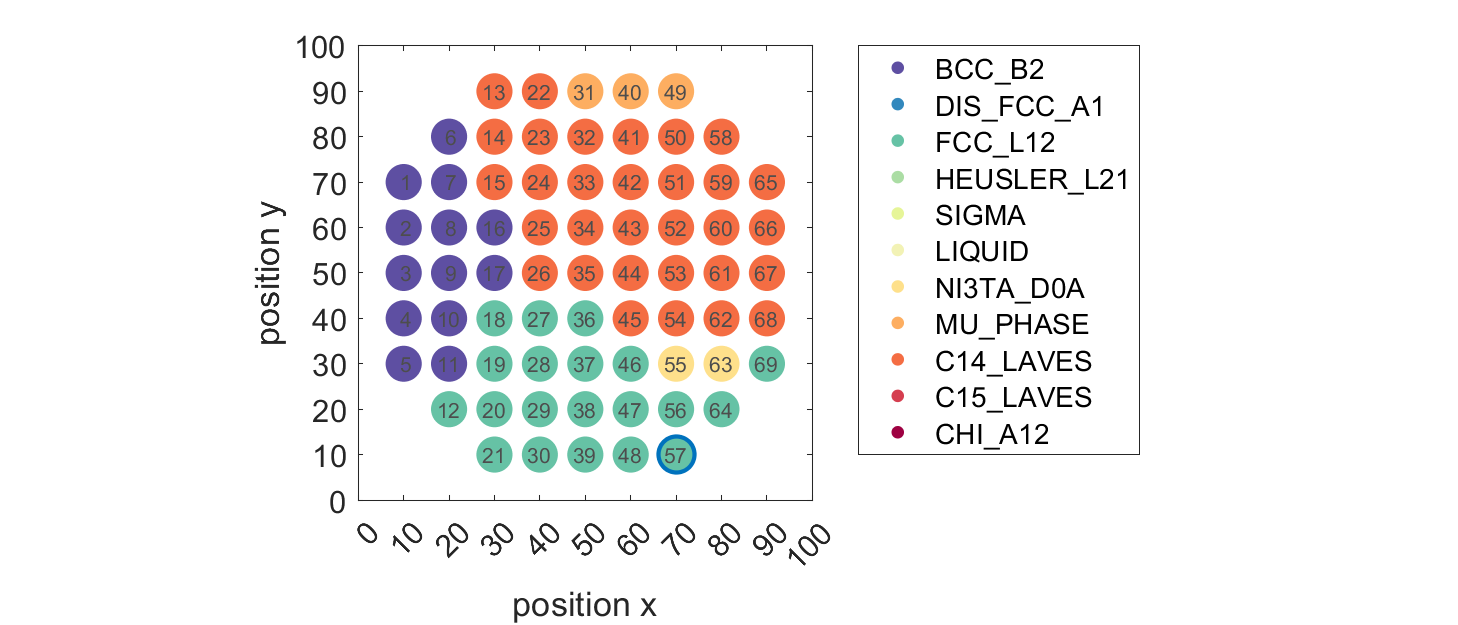 100
90 13 22 31 40 49
80 6 14 23 32 41 50 58
70 1 7 15 24 33 42 51 59 65
60 2 8 16 25 34 43 52 60 66
50 3 9 17 26 35 44 53 61 67
40 4 10 18 27 36 45 54 62 68
30 5 11 19 28 37 46 55 63 69
20 12 20 29 38 47 56 64
10 21 30 39 48 57
0
0 10 20 30 40 50 60 70 80 90 100
position x
position y
BCC_B2
DIS_FCC_A1
FCC_L12
HEUSLER_L21
SIGMA
LIQUID
NI3TA_D0A
MU_PHASE
C14_LAVES
C15_LAVES
CHI_A12